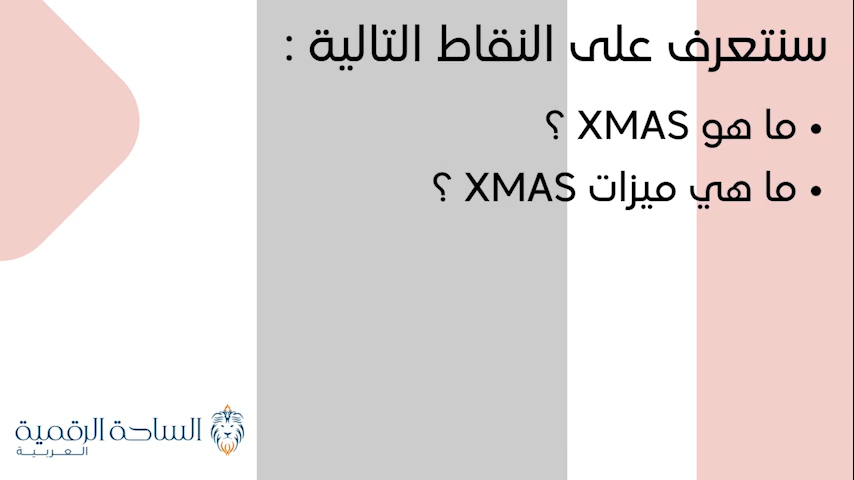 سنتعرف على النقاط التالية :
• ما هو XMAS ؟
• ما هي ميزات XMAS ؟
الساحة الرقمية
العربية